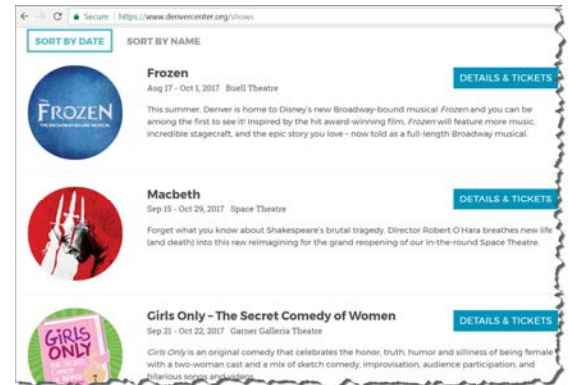 Secure | https://www.denvercenter.org/shows
SORT BY DATE SORT BY NAME
FROZEN
THE BROADWAY-BOUND MUSICAL
Frozen
Aug 17 - Oct 1, 2017 Buell Theatre
DETAILS & TICKETS
This summer, Denver is home to Disney's new Broadway-bound musical Frozen and you can be
among the first to see it! Inspired by the hit award-winning film, Frozen will feature more music,
incredible stagecraft, and the epic story you love – now told as a full-length Broadway musical.
Macbeth
Sep 15 - Oct 29, 2017 Space Theatre
DETAILS & TICKETS
Forget what you know about Shakespeare's brutal tragedy. Director Robert O'Hara breathes new life
(and death) into this raw reimagining for the grand reopening of our in-the-round Space Theatre.
GiRLS
ONLY
Girls Only – The Secret Comedy of Women
Sep 21 - Oct 22, 2017 Garner Galleria Theatre
DETAILS & TICKETS
Girls Only is an original comedy that celebrates the honor, truth, humor and silliness of being female
with a two-woman cast and a mix of sketch comedy, improvisation, audience participation, and
hilarious songs and videos.